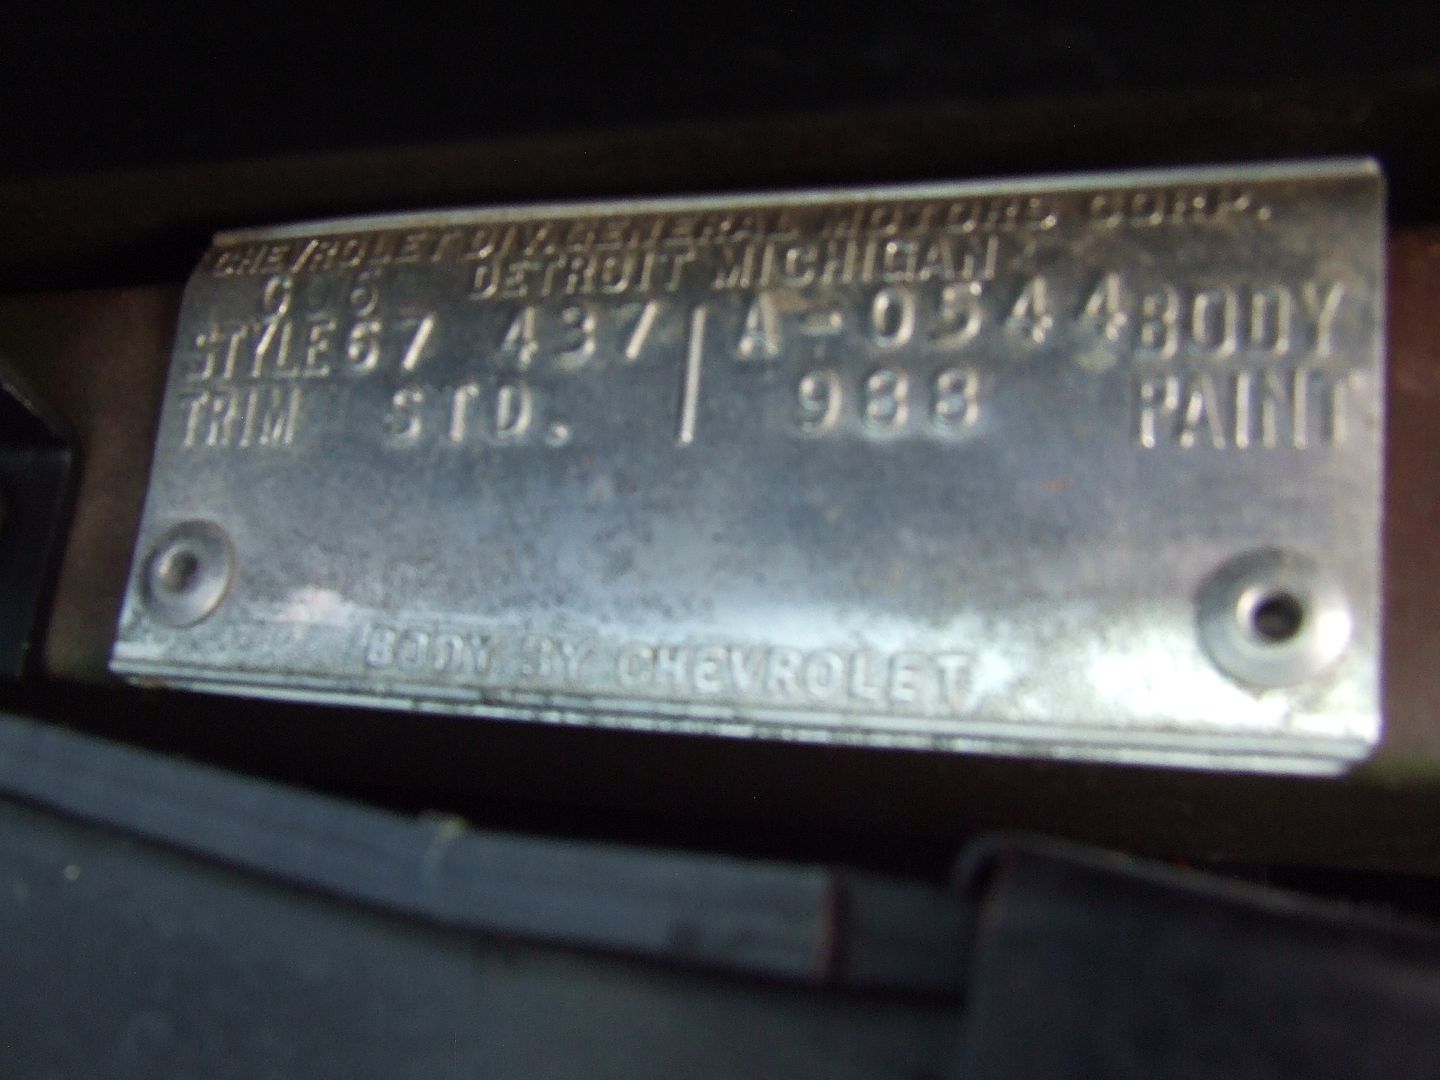 CHEVROLET DIV. GENERAL MOTORS CORP.
DETROIT MICHIGAN
STYLE 67 437 A-0544 BODY
TRIM STD. 988 PAINT
BODY BY CHEVROLET